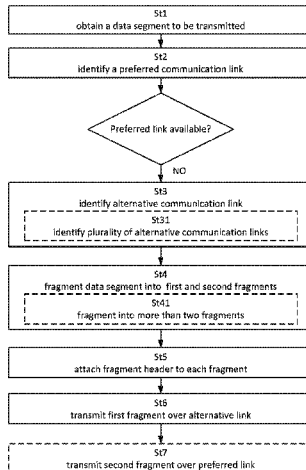 St1
obtain a data segment to be transmitted
St2
identify a preferred communication link
Preferred link available?
NO
St3
identify alternative communication link
St31
identify plurality of alternative communication links
St4
fragment data segment into first and second fragments
St41
fragment into more than two fragments
St5
attach fragment header to each fragment
St6
transmit first fragment over alternative link
St7
transmit second fragment over preferred link